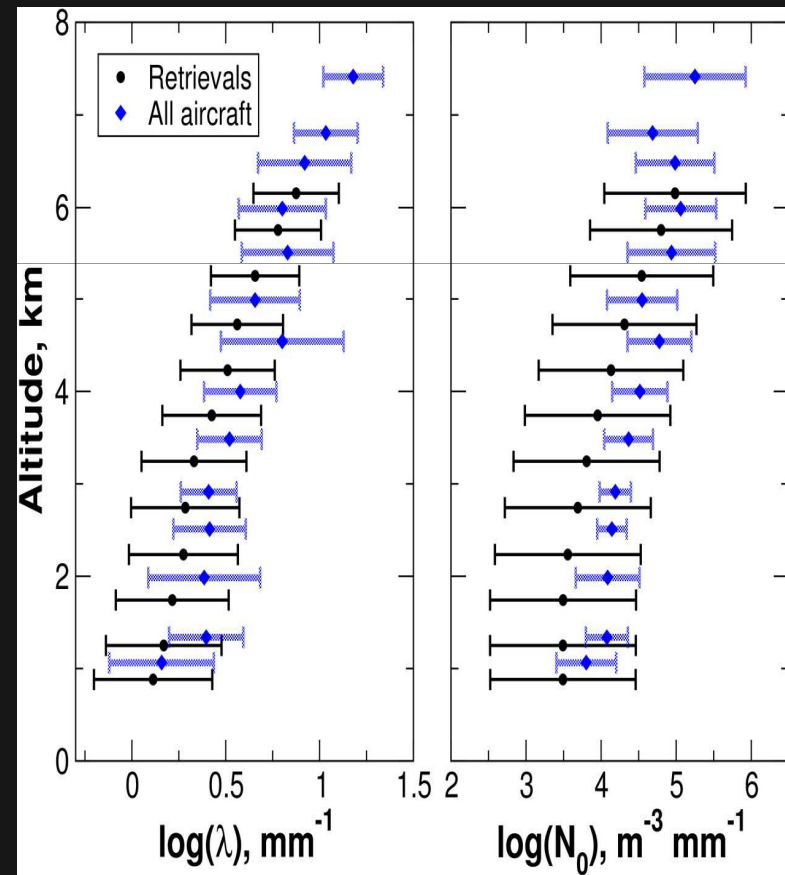 8
6
4
2
0
Altitude, km
Retrievals
All aircraft
0 0.5 1 1.5
log(λ), mm⁻¹
2 3 4 5 6
log(N₀), m⁻³ mm⁻¹